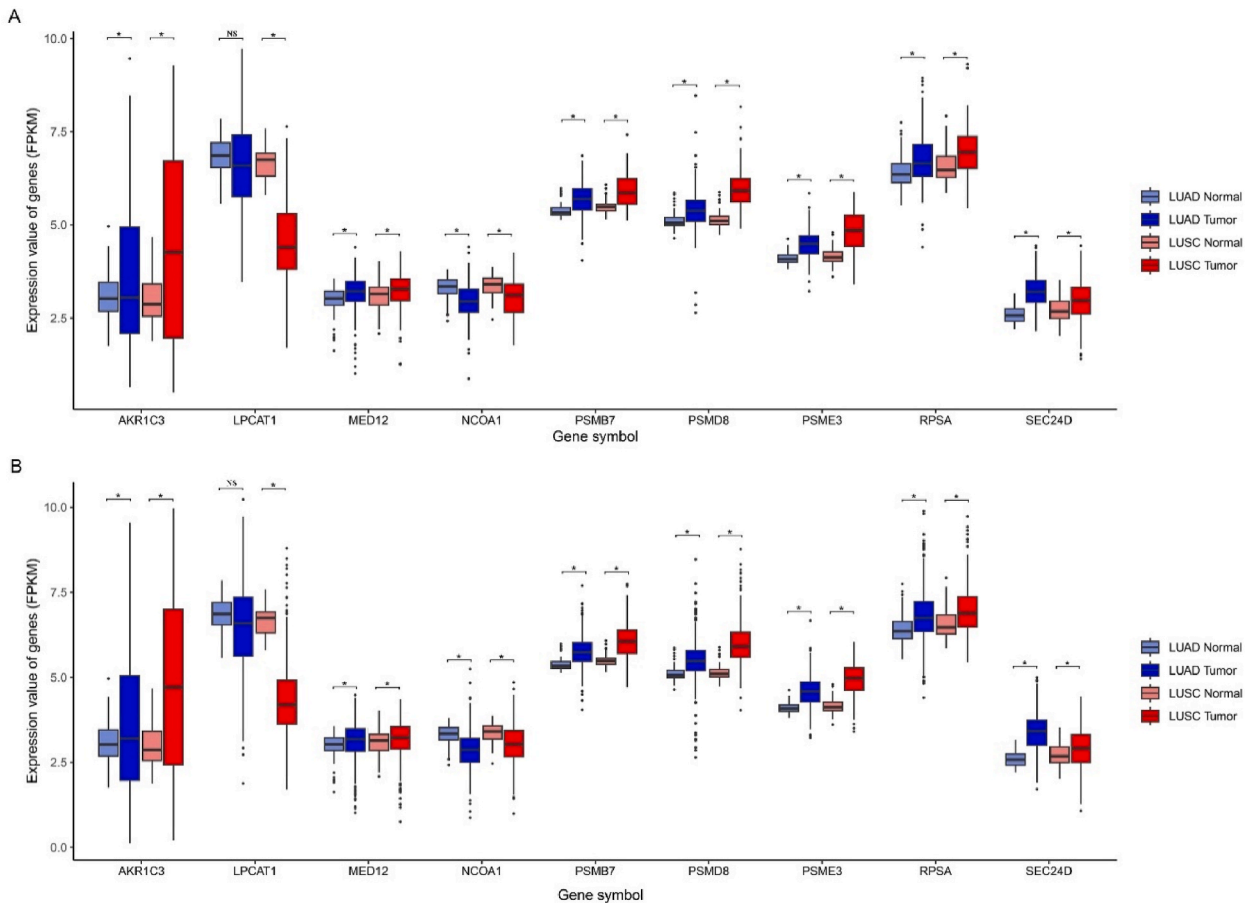 A
* * NS * * * * * * * * * * * * * * *
10.0
7.5
5.0
2.5
Expression value of genes (FPKM)
AKR1C3 LPCAT1 MED12 NCOA1 PSMB7 PSMD8 PSME3 RPSA SEC24D
Gene symbol
LUAD Normal
LUAD Tumor
LUSC Normal
LUSC Tumor
B
* * NS * * * * * * * * * * * * * * *
10.0
7.5
5.0
2.5
0.0
Expression value of genes (FPKM)
AKR1C3 LPCAT1 MED12 NCOA1 PSMB7 PSMD8 PSME3 RPSA SEC24D
Gene symbol
LUAD Normal
LUAD Tumor
LUSC Normal
LUSC Tumor